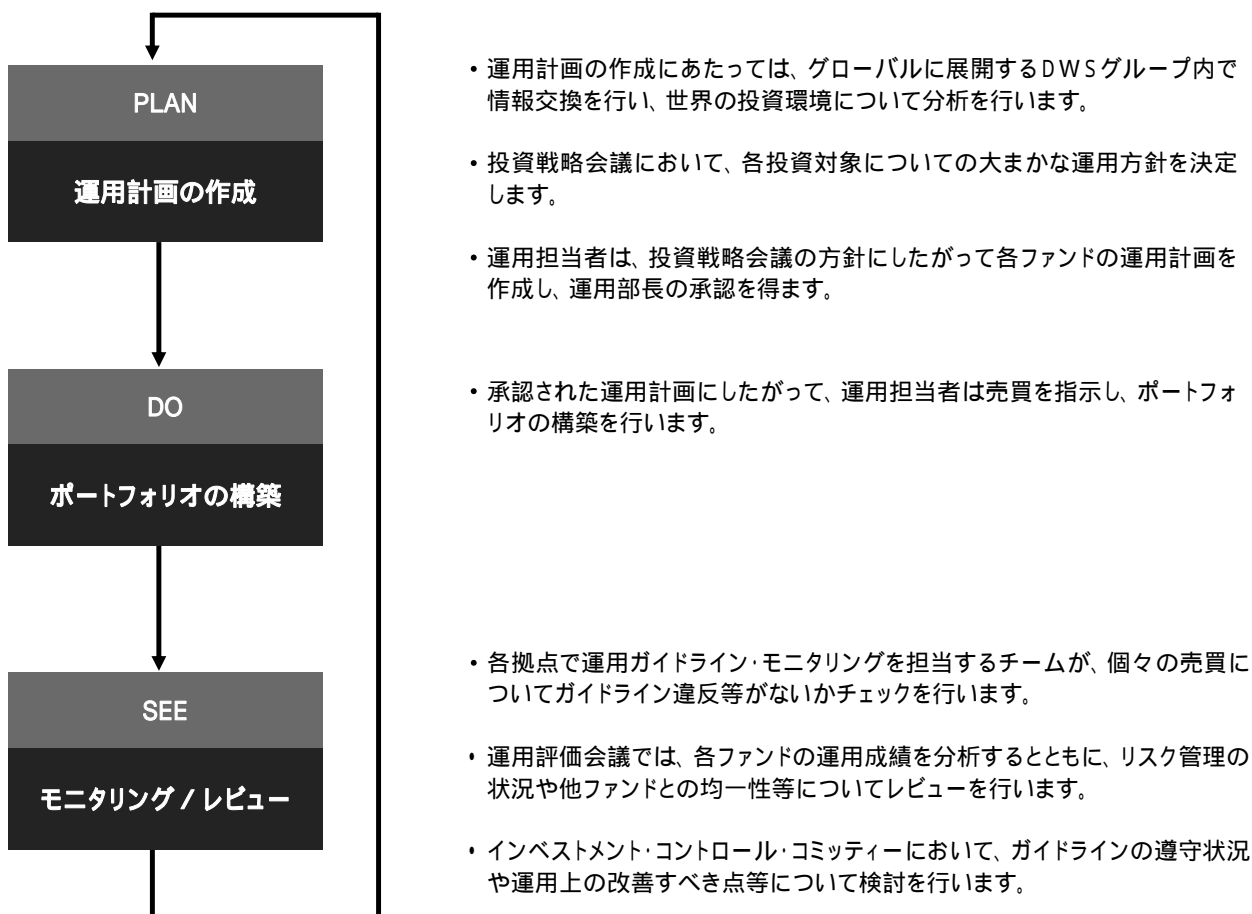 PLAN
運用計画の作成
・運用計画の作成にあたっては、グローバルに展開するDWSグループ内で
情報交換を行い、世界の投資環境について分析を行います。
・投資戦略会議において、各投資対象についての大まかな運用方針を決定
します。
・運用担当者は、投資戦略会議の方針にしたがって各ファンドの運用計画を
作成し、運用部長の承認を得ます。
DO
ポートフォリオの構築
・承認された運用計画にしたがって、運用担当者は売買を指示し、ポートフォ
リオの構築を行います。
SEE
モニタリング / レビュー
・各拠点で運用ガイドライン・モニタリングを担当するチームが、個々の売買に
ついてガイドライン違反等がないかチェックを行います。
・運用評価会議では、各ファンドの運用成績を分析するとともに、リスク管理の
状況や他ファンドとの均一性等についてレビューを行います。
・インベストメント・コントロール・コミッティーにおいて、ガイドラインの遵守状況
や運用上の改善すべき点等について検討を行います。